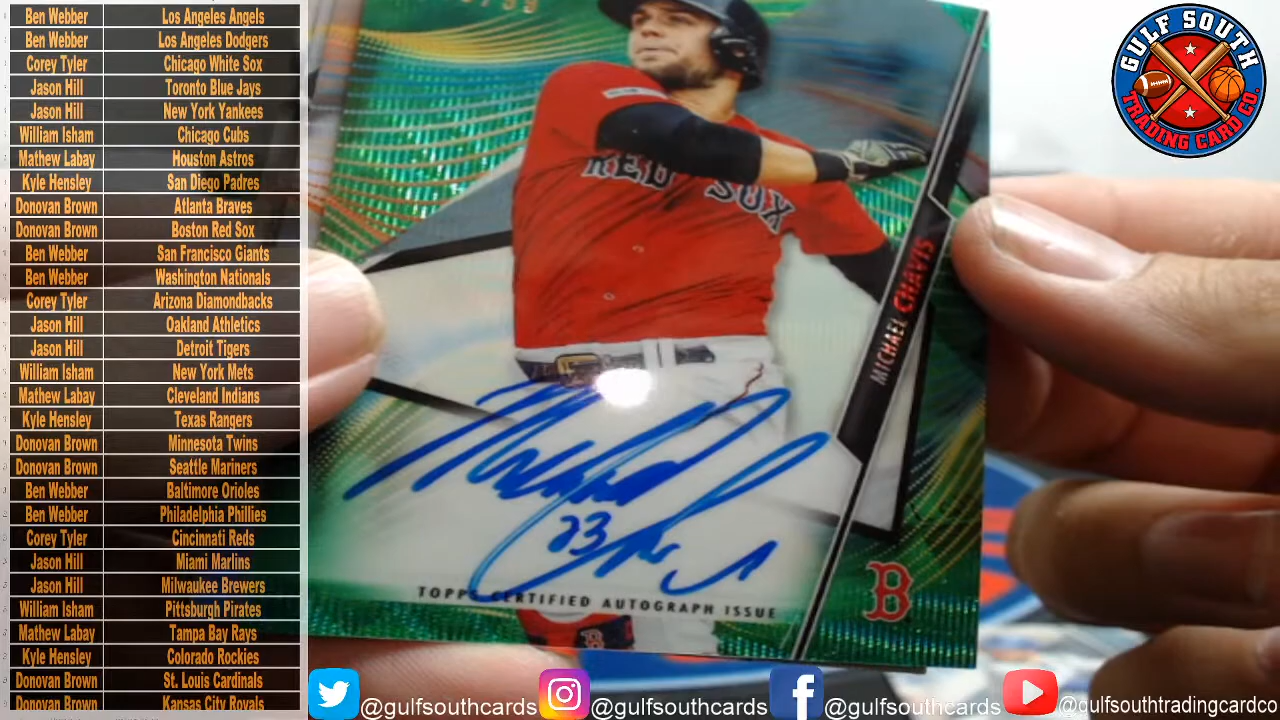 Ben Webber Los Angeles Angels
Ben Webber Los Angeles Dodgers
Corey Tyler Chicago White Sox
Jason Hill Toronto Blue Jays
Jason Hill New York Yankees
William Isham Chicago Cubs
Mathew Labay Houston Astros
Kyle Hensley San Diego Padres
Donovan Brown Atlanta Braves
Donovan Brown Boston Red Sox
Ben Webber San Francisco Giants
Ben Webber Washington Nationals
Corey Tyler Arizona Diamondbacks
Jason Hill Oakland Athletics
Jason Hill Detroit Tigers
William Isham New York Mets
Mathew Labay Cleveland Indians
Kyle Hensley Texas Rangers
Donovan Brown Minnesota Twins
Donovan Brown Seattle Mariners
Ben Webber Baltimore Orioles
Ben Webber Philadelphia Phillies
Corey Tyler Cincinnati Reds
Jason Hill Miami Marlins
Jason Hill Milwaukee Brewers
William Isham Pittsburgh Pirates
Mathew Labay Tampa Bay Rays
Kyle Hensley Colorado Rockies
Donovan Brown St. Louis Cardinals
Donovan Brown Kansas City Royals
RED SOX
MICHAEL CHAVIS
23
TOPPS CERTIFIED AUTOGRAPH ISSUE
B
GULF SOUTH
TRADING CARD CO.
@gulfsouthcards @gulfsouthcards @gulfsouthcards @gulfsouthtradingcardco